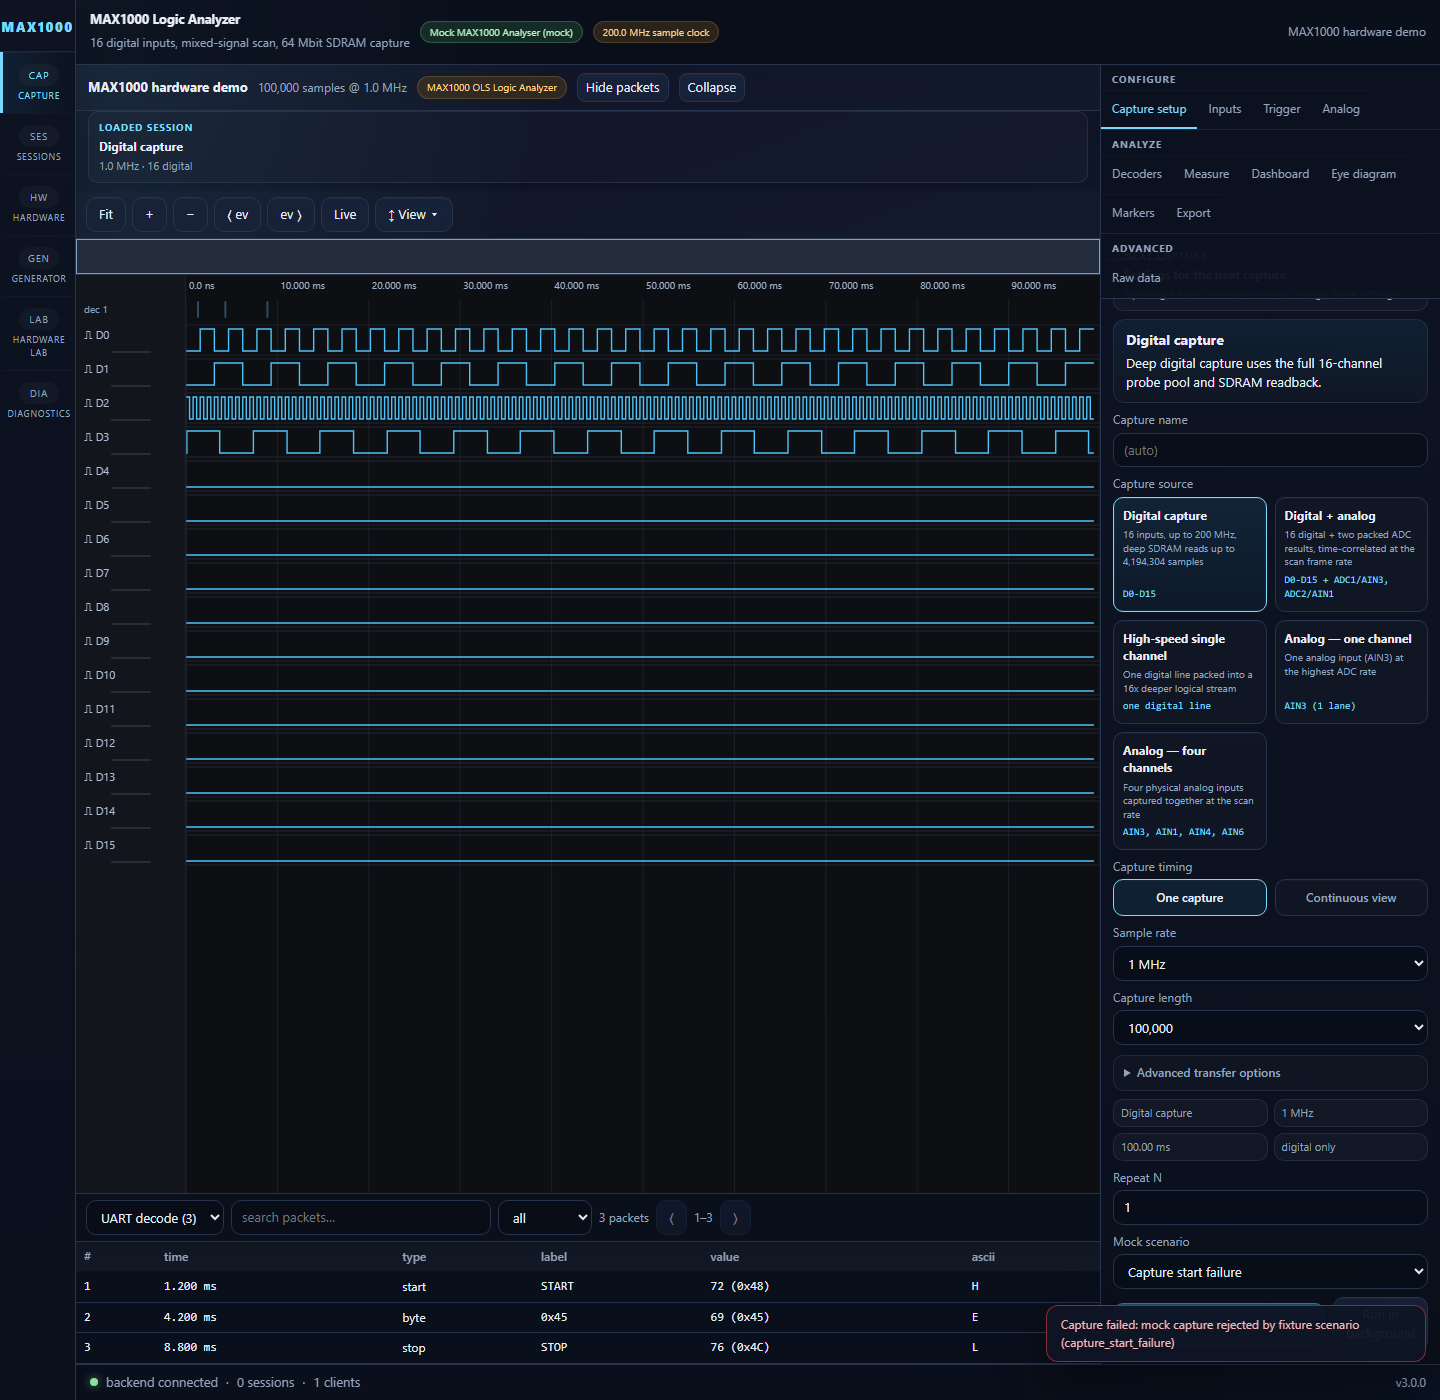 MAX1000
CAP
CAPTURE
SES
SESSIONS
HW
HARDWARE
GEN
GENERATOR
LAB
HARDWARE
LAB
DIA
DIAGNOSTICS
MAX1000 Logic Analyzer
16 digital inputs, mixed-signal scan, 64 Mbit SDRAM capture
Mock MAX1000 Analyser (mock)
200.0 MHz sample clock
MAX1000 hardware demo
MAX1000 hardware demo
100,000 samples @ 1.0 MHz
MAX1000 OLS Logic Analyzer
Hide packets
Collapse
LOADED SESSION
Digital capture
1.0 MHz · 16 digital
Fit
+
−
⟨ ev
ev ⟩
Live
↕ View ▾
0.0 ns 10.000 ms 20.000 ms 30.000 ms 40.000 ms 50.000 ms 60.000 ms 70.000 ms 80.000 ms 90.000 ms
dec 1
D0
D1
D2
D3
D4
D5
D6
D7
D8
D9
D10
D11
D12
D13
D14
D15
UART decode (3)
search packets...
all
3 packets
⟨
1–3
⟩
# time type label value ascii
1 1.200 ms start START 72 (0x48) H
2 4.200 ms byte 0x45 69 (0x45) E
3 8.800 ms stop STOP 76 (0x4C) L
CONFIGURE
Capture setup Inputs Trigger Analog
ANALYZE
Decoders Measure Dashboard Eye diagram
Markers Export
ADVANCED
Raw data
Digital capture
Deep digital capture uses the full 16-channel
probe pool and SDRAM readback.
Capture name
(auto)
Capture source
Digital capture
16 inputs, up to 200 MHz,
deep SDRAM reads up to
4,194,304 samples
D0-D15
Digital + analog
16 digital + two packed ADC
results, time-correlated at the
scan frame rate
D0-D15 + ADC1/AIN3,
ADC2/AIN1
High-speed single
channel
One digital line packed into a
16x deeper logical stream
one digital line
Analog — one channel
One analog input (AIN3) at
the highest ADC rate
AIN3 (1 lane)
Analog — four
channels
Four physical analog inputs
captured together at the scan
rate
AIN3, AIN1, AIN4, AIN6
Capture timing
One capture
Continuous view
Sample rate
1 MHz
Capture length
100,000
▶ Advanced transfer options
Digital capture
1 MHz
100.00 ms
digital only
Repeat N
1
Mock scenario
Capture start failure
Capture failed: mock capture rejected by fixture scenario
(capture_start_failure)
backend connected · 0 sessions · 1 clients
v3.0.0